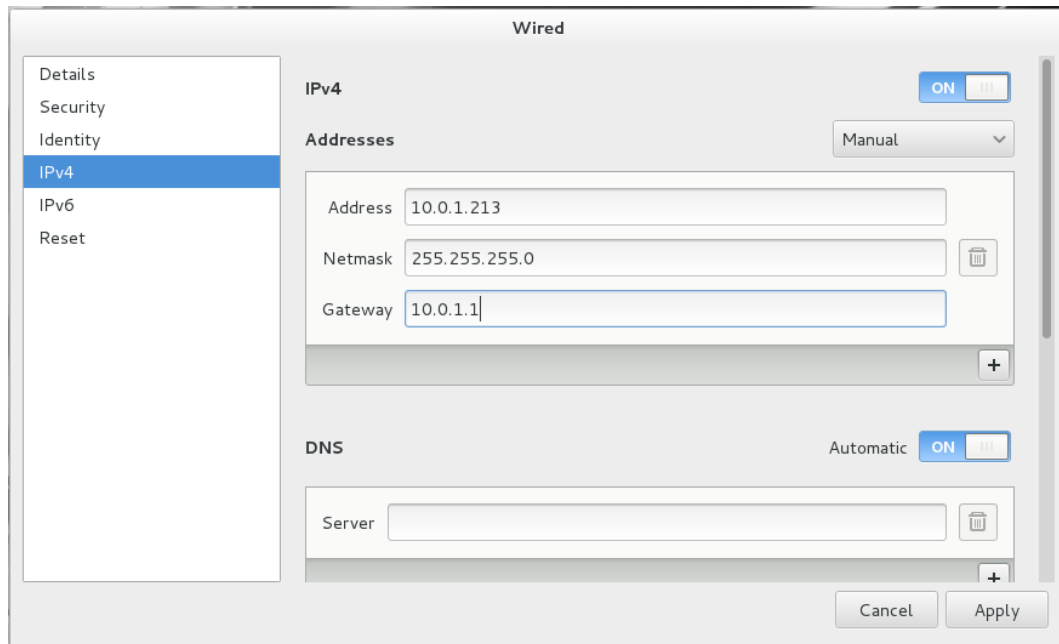 Wired
Details
Security
Identity
IPv4
IPv6
Reset
IPv4 ON
Addresses Manual
Address 10.0.1.213
Netmask 255.255.255.0
Gateway 10.0.1.1
+
DNS Automatic ON
Server
+
Cancel Apply